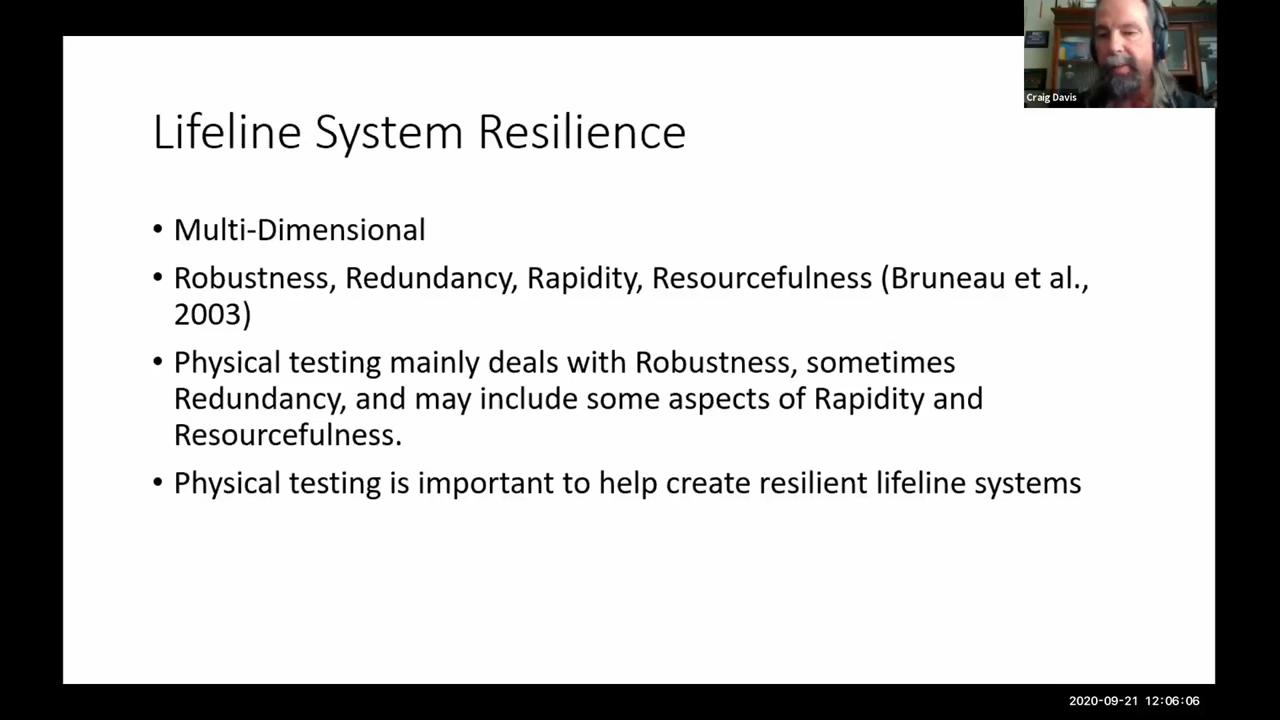 Craig Davis
Lifeline System Resilience
• Multi-Dimensional
• Robustness, Redundancy, Rapidity, Resourcefulness (Bruneau et al.,
2003)
• Physical testing mainly deals with Robustness, sometimes
Redundancy, and may include some aspects of Rapidity and
Resourcefulness.
• Physical testing is important to help create resilient lifeline systems
2020-09-21 12:06:06